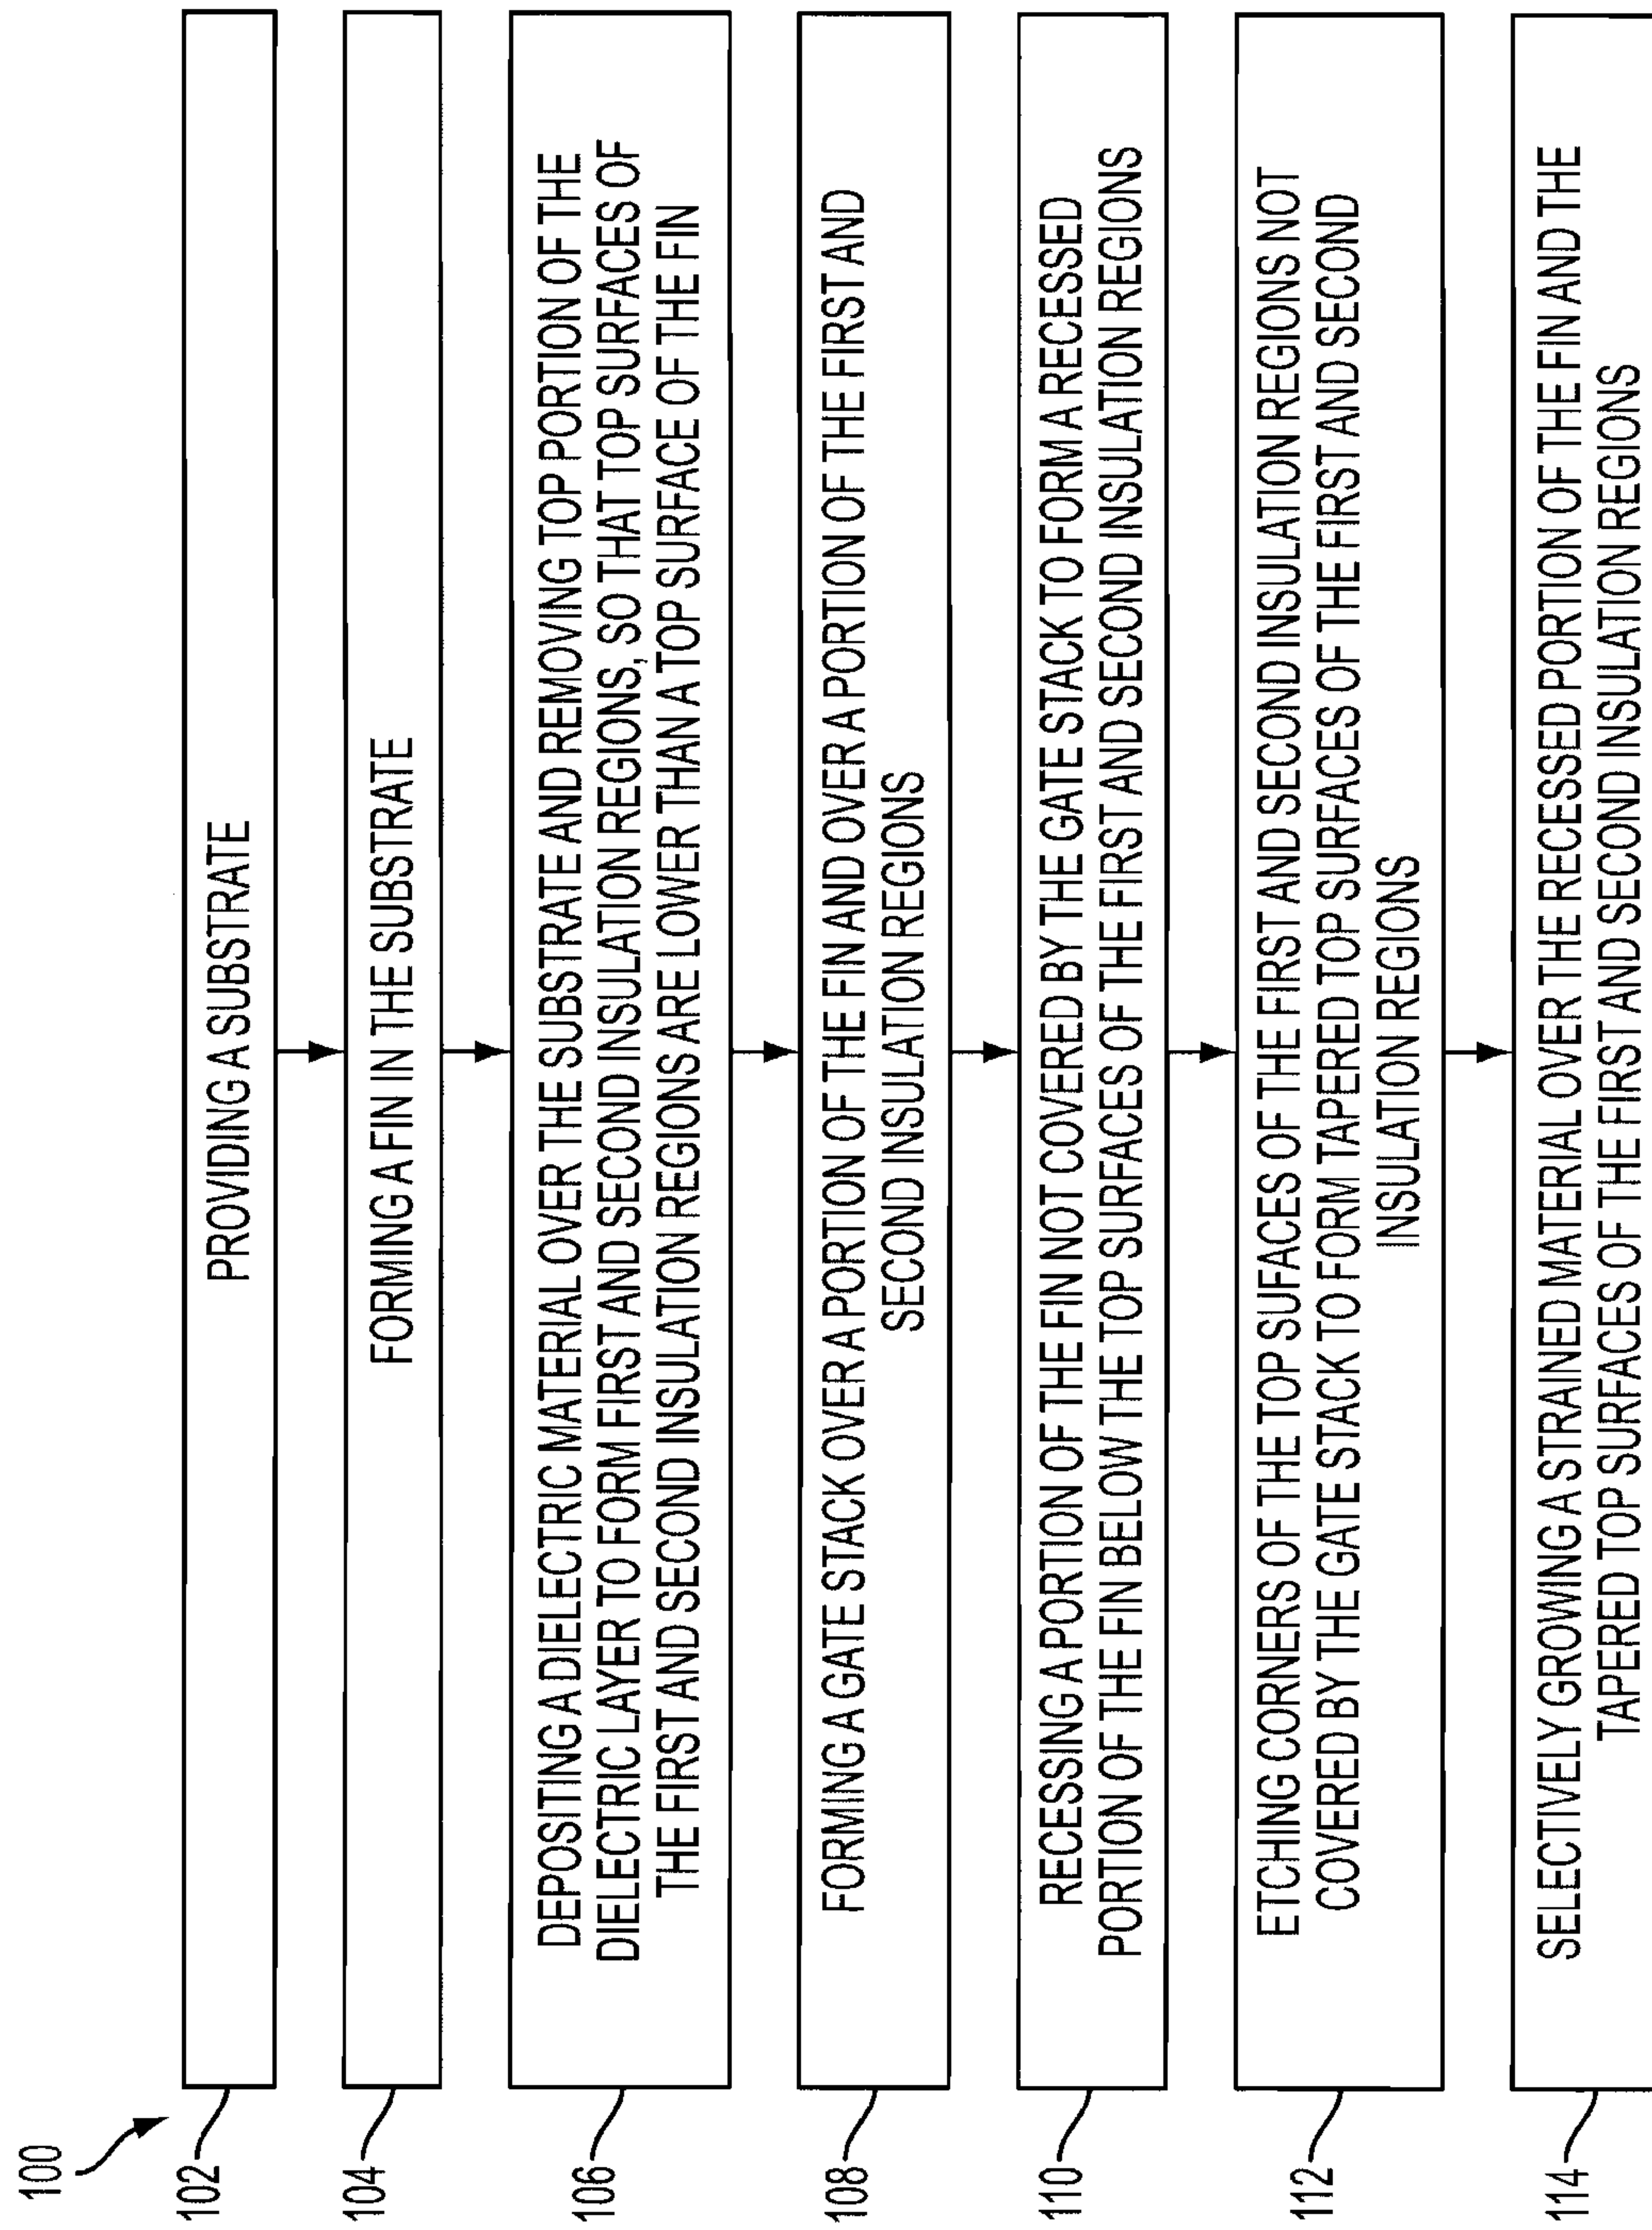 100
102
PROVIDING A SUBSTRATE
104
FORMING A FIN IN THE SUBSTRATE
106
DEPOSITING A DIELECTRIC MATERIAL OVER THE SUBSTRATE AND REMOVING TOP PORTION OF THE
DIELECTRIC LAYER TO FORM FIRST AND SECOND INSULATION REGIONS, SO THAT TOP SURFACES OF
THE FIRST AND SECOND INSULATION REGIONS ARE LOWER THAN A TOP SURFACE OF THE FIN
108
FORMING A GATE STACK OVER A PORTION OF THE FIN AND OVER A PORTION OF THE FIRST AND
SECOND INSULATION REGIONS
110
RECESSING A PORTION OF THE FIN NOT COVERED BY THE GATE STACK TO FORM A RECESSED
PORTION OF THE FIN BELOW THE TOP SURFACES OF THE FIRST AND SECOND INSULATION REGIONS
112
ETCHING CORNERS OF THE TOP SUFACES OF THE FIRST AND SECOND INSULATION REGIONS NOT
COVERED BY THE GATE STACK TO FORM TAPERED TOP SURFACES OF THE FIRST AND SECOND
INSULATION REGIONS
114
SELECTIVELY GROWING A STRAINED MATERIAL OVER THE RECESSED PORTION OF THE FIN AND THE
TAPERED TOP SURFACES OF THE FIRST AND SECOND INSULATION REGIONS